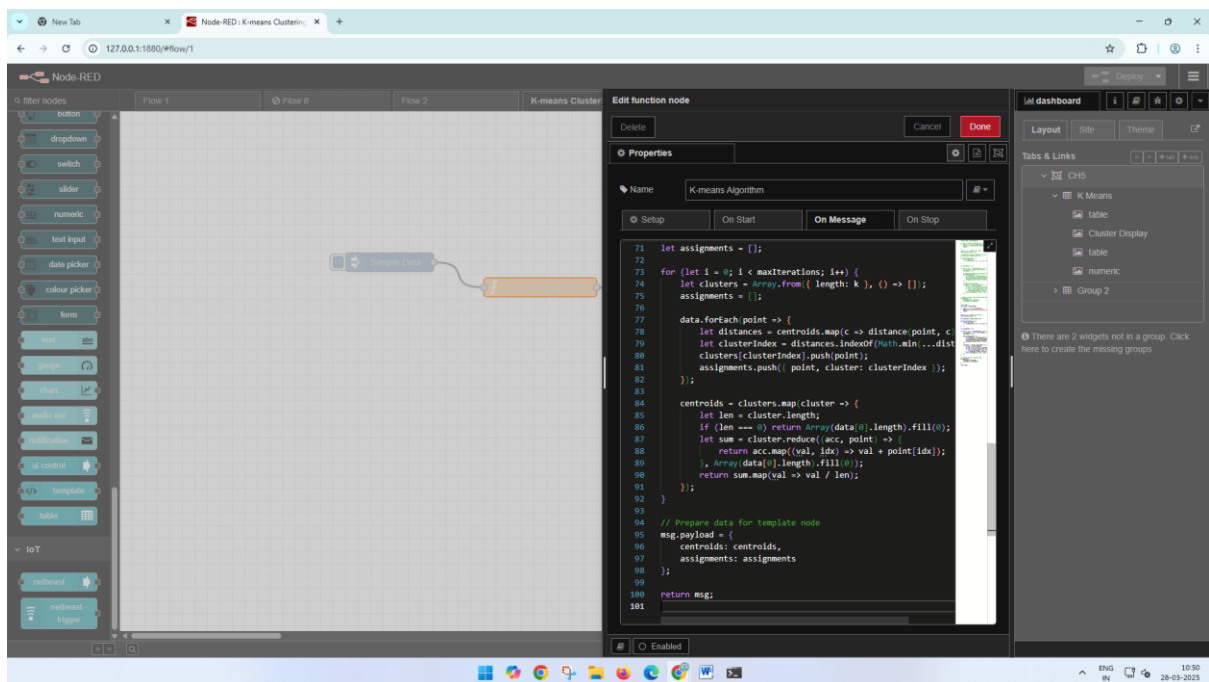 New Tab
Node-RED : K-means Clustering
127.0.0.1:1880/#flow/1
Node-RED
Deploy
filter nodes
Flow 1
Flow 2
K-means Cluster
button
dropdown
switch
slider
numeric
text input
date picker
colour picker
form
text
abc
gauge
chart
audio out
notification
ui control
template
table
IoT
netbeast
netbeast -
trigger
Sample Data
Edit function node
Delete
Cancel
Done
Properties
Name
K-means Algorithm
Setup
On Start
On Message
On Stop
71 let assignments = [];
72
73 for (let i = 0; i < maxIterations; i++) {
74 let clusters = Array.from({ length: k }, () => []);
75 assignments = [];
76
77 data.forEach(point => {
78 let distances = centroids.map(c => distance(point, c
79 let clusterIndex = distances.indexOf(Math.min(...dist
80 clusters[clusterIndex].push(point);
81 assignments.push({ point, cluster: clusterIndex });
82 });
83
84 centroids = clusters.map(cluster => {
85 let len = cluster.length;
86 if (len === 0) return Array(data[0].length).fill(0);
87 let sum = cluster.reduce((acc, point) => {
88 return acc.map((val, idx) => val + point[idx]);
89 }, Array(data[0].length).fill(0));
90 return sum.map(val => val / len);
91 });
92 }
93
94 // Prepare data for template node
95 msg.payload = {
96 centroids: centroids,
97 assignments: assignments
98 };
99
100 return msg;
101
Enabled
dashboard
Layout
Site
Theme
Tabs & Links
+ tab
+ link
CH5
K Means
table
Cluster Display
table
numeric
Group 2
There are 2 widgets not in a group. Click
here to create the missing groups
ENG
IN
10:50
28-03-2025